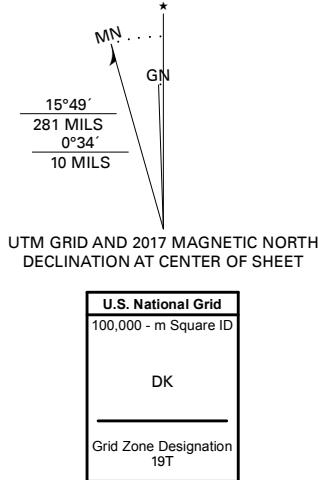 MN
GN
15°49´
281 MILS
0°34´
10 MILS
UTM GRID AND 2017 MAGNETIC NORTH
DECLINATION AT CENTER OF SHEET
U.S. National Grid
100,000 - m Square ID
DK
Grid Zone Designation
19T